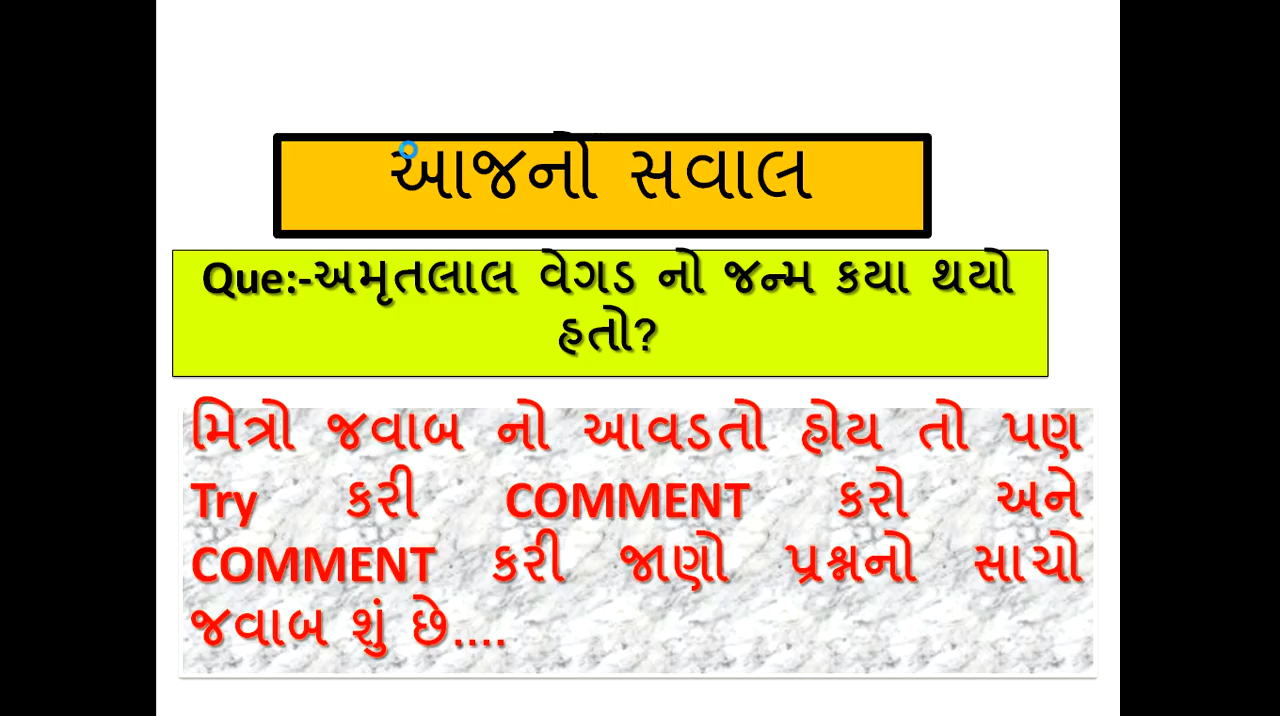 આજનો સવાલ
Que:-અમૃતલાલ વેગડ નો જન્મ કયા થયો
હતો?
મિત્રો જવાબ નો આવડતો હોય તો પણ
Try કરી COMMENT કરો અને
COMMENT કરી જાણો પ્રશ્નનો સાચો
જવાબ શું છે....